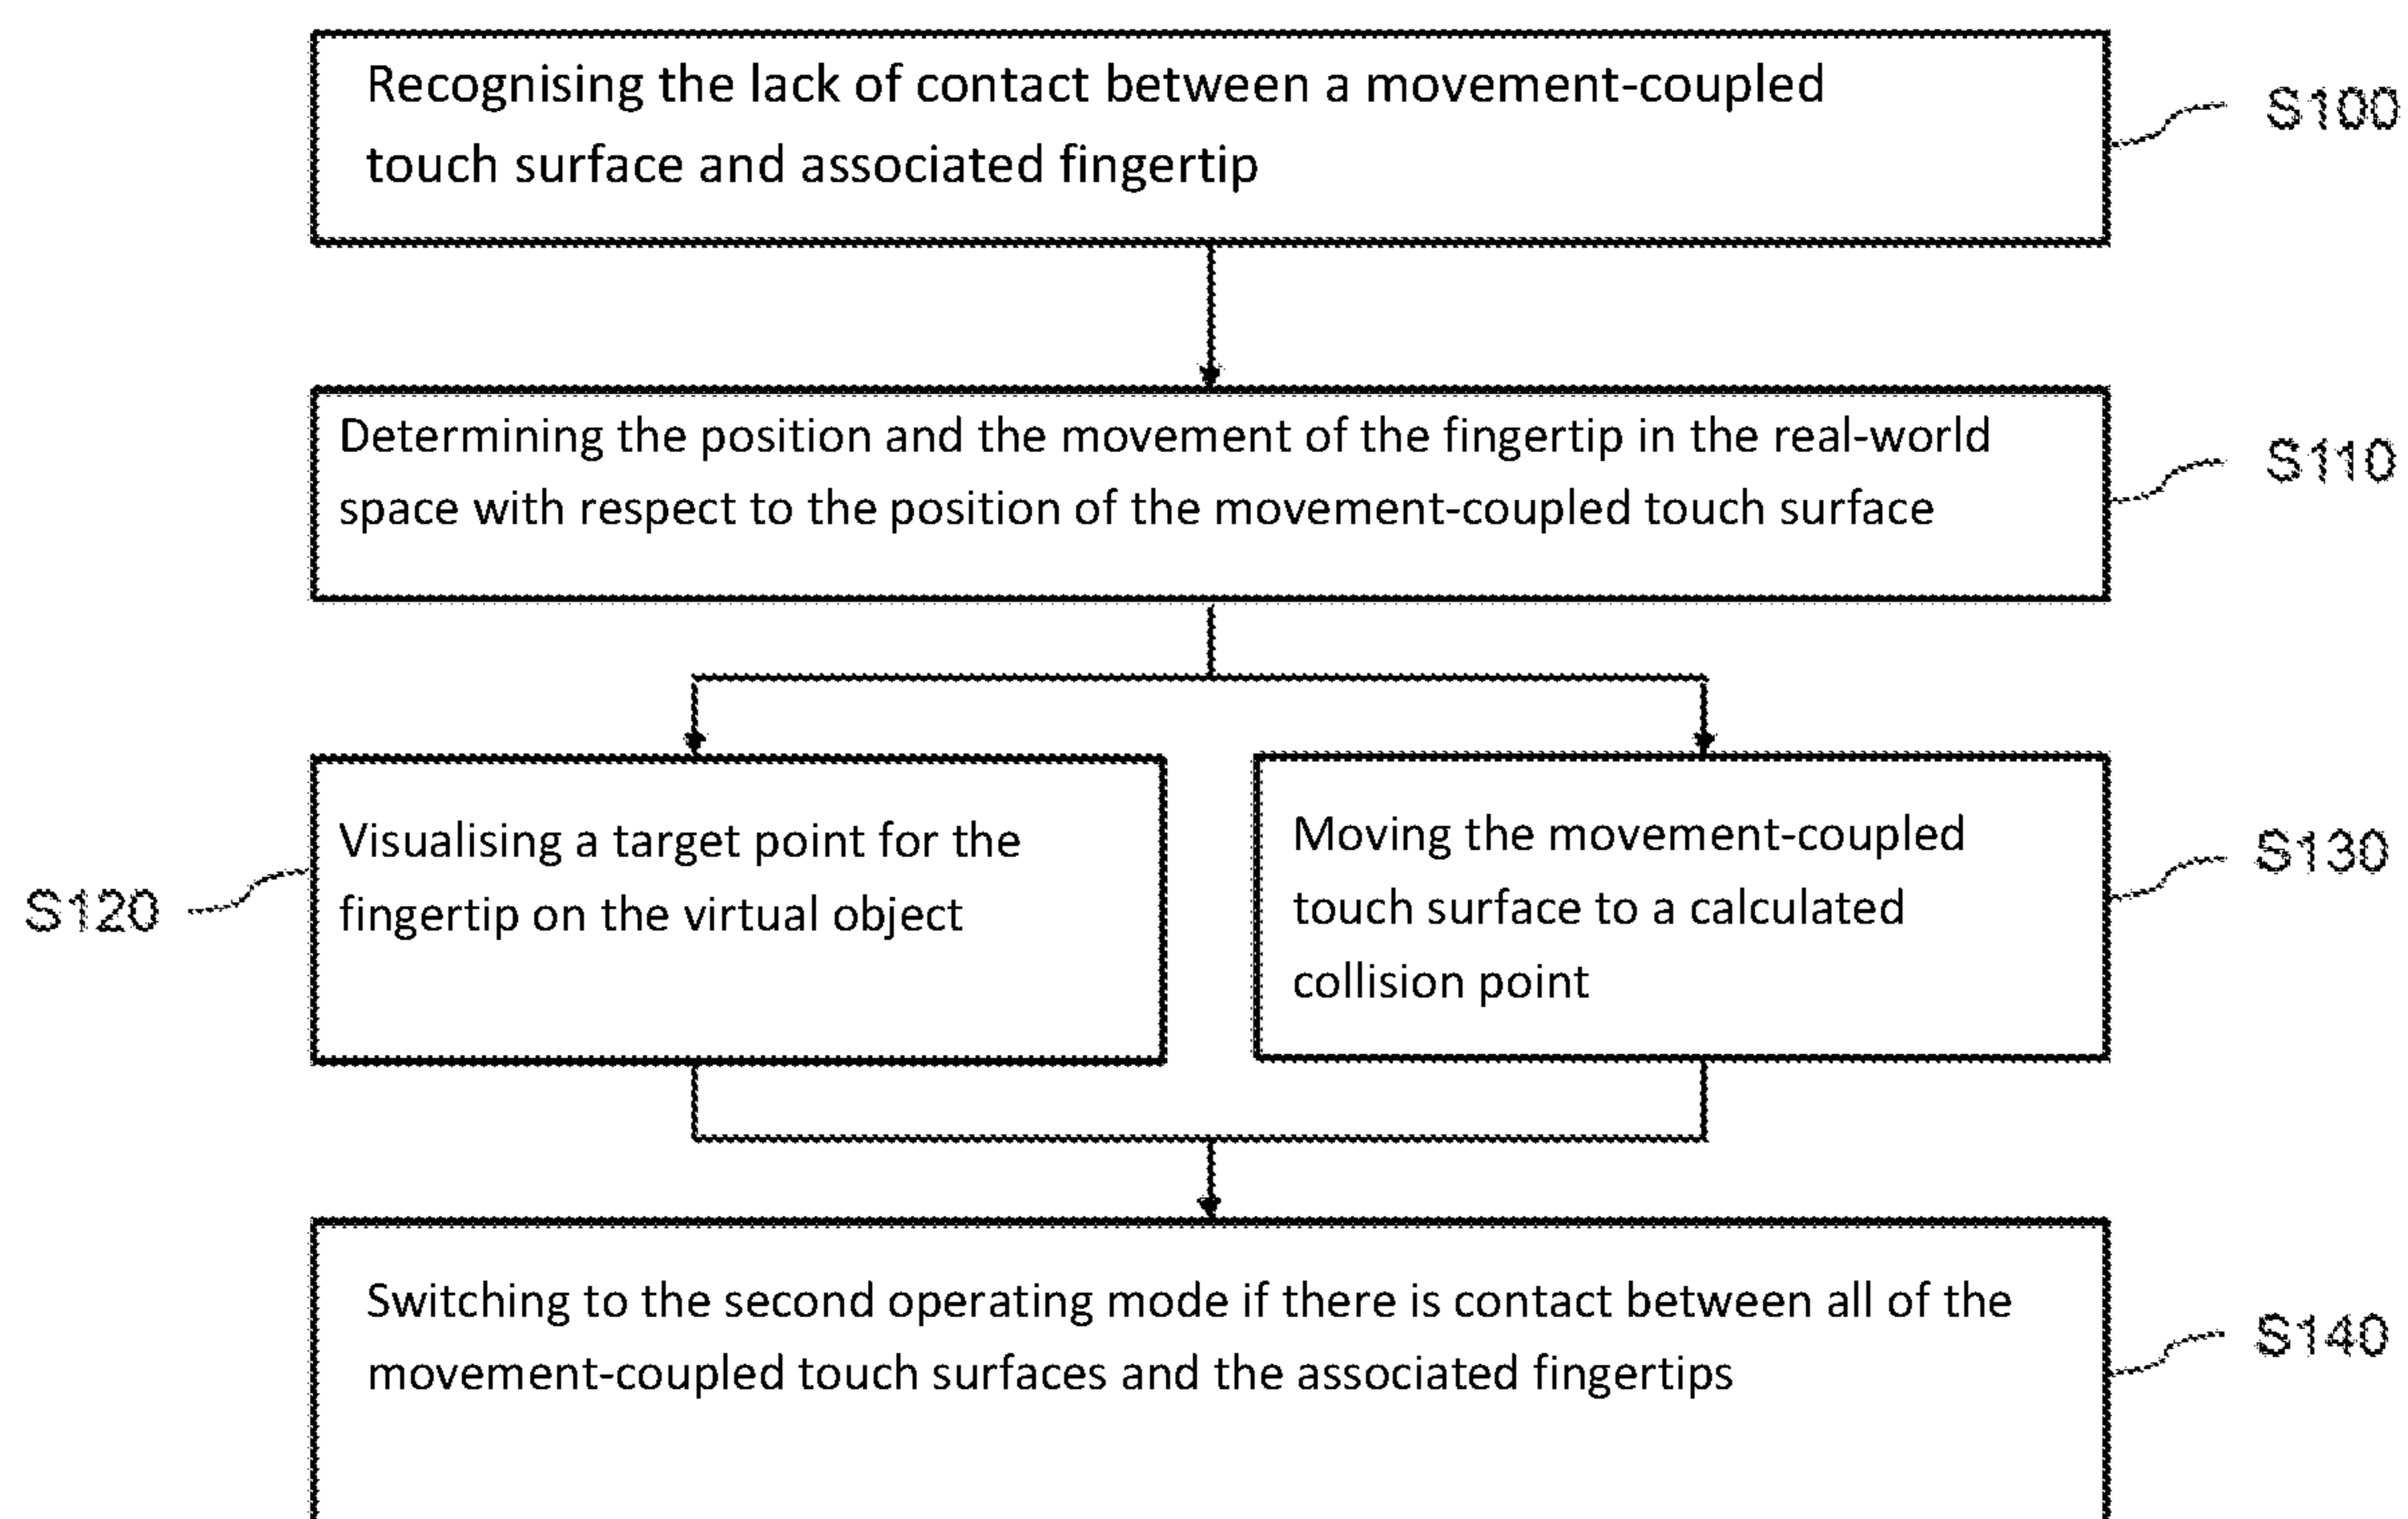 Recognising the lack of contact between a movement-coupled
touch surface and associated fingertip
S100
Determining the position and the movement of the fingertip in the real-world
space with respect to the position of the movement-coupled touch surface
S110
Visualising a target point for the
fingertip on the virtual object
S120
Moving the movement-coupled
touch surface to a calculated
collision point
S130
Switching to the second operating mode if there is contact between all of the
movement-coupled touch surfaces and the associated fingertips
S140